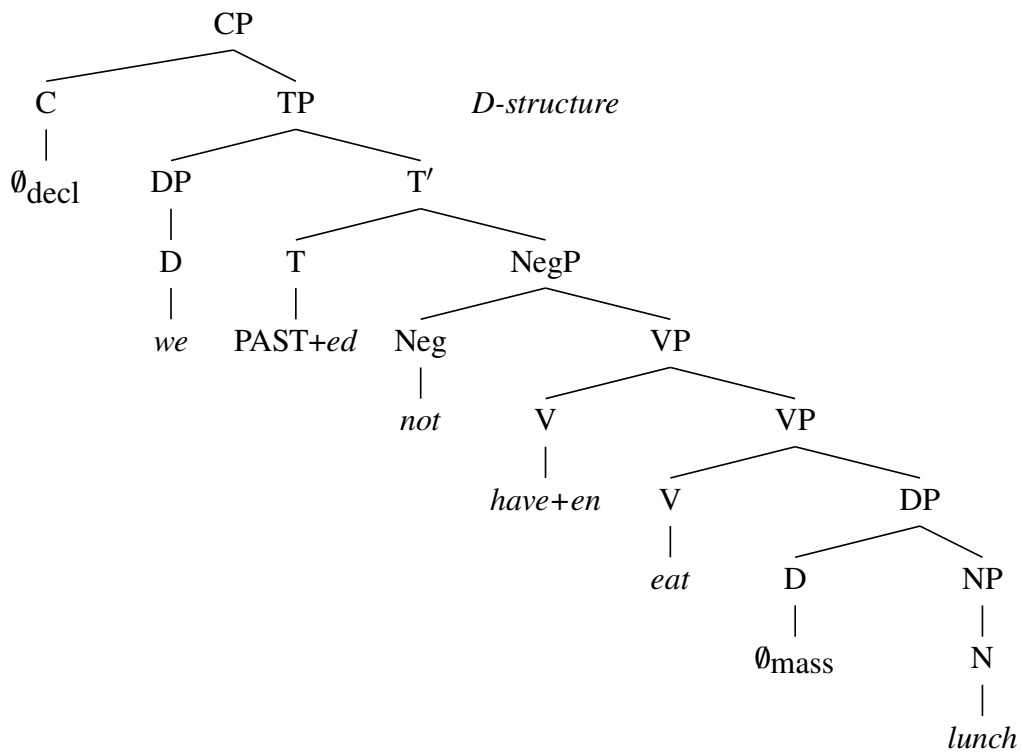 CP
C TP D-structure
∅decl DP T′
D T NegP
we PAST+ed Neg VP
not V VP
have+en V DP
eat D NP
∅mass N
lunch